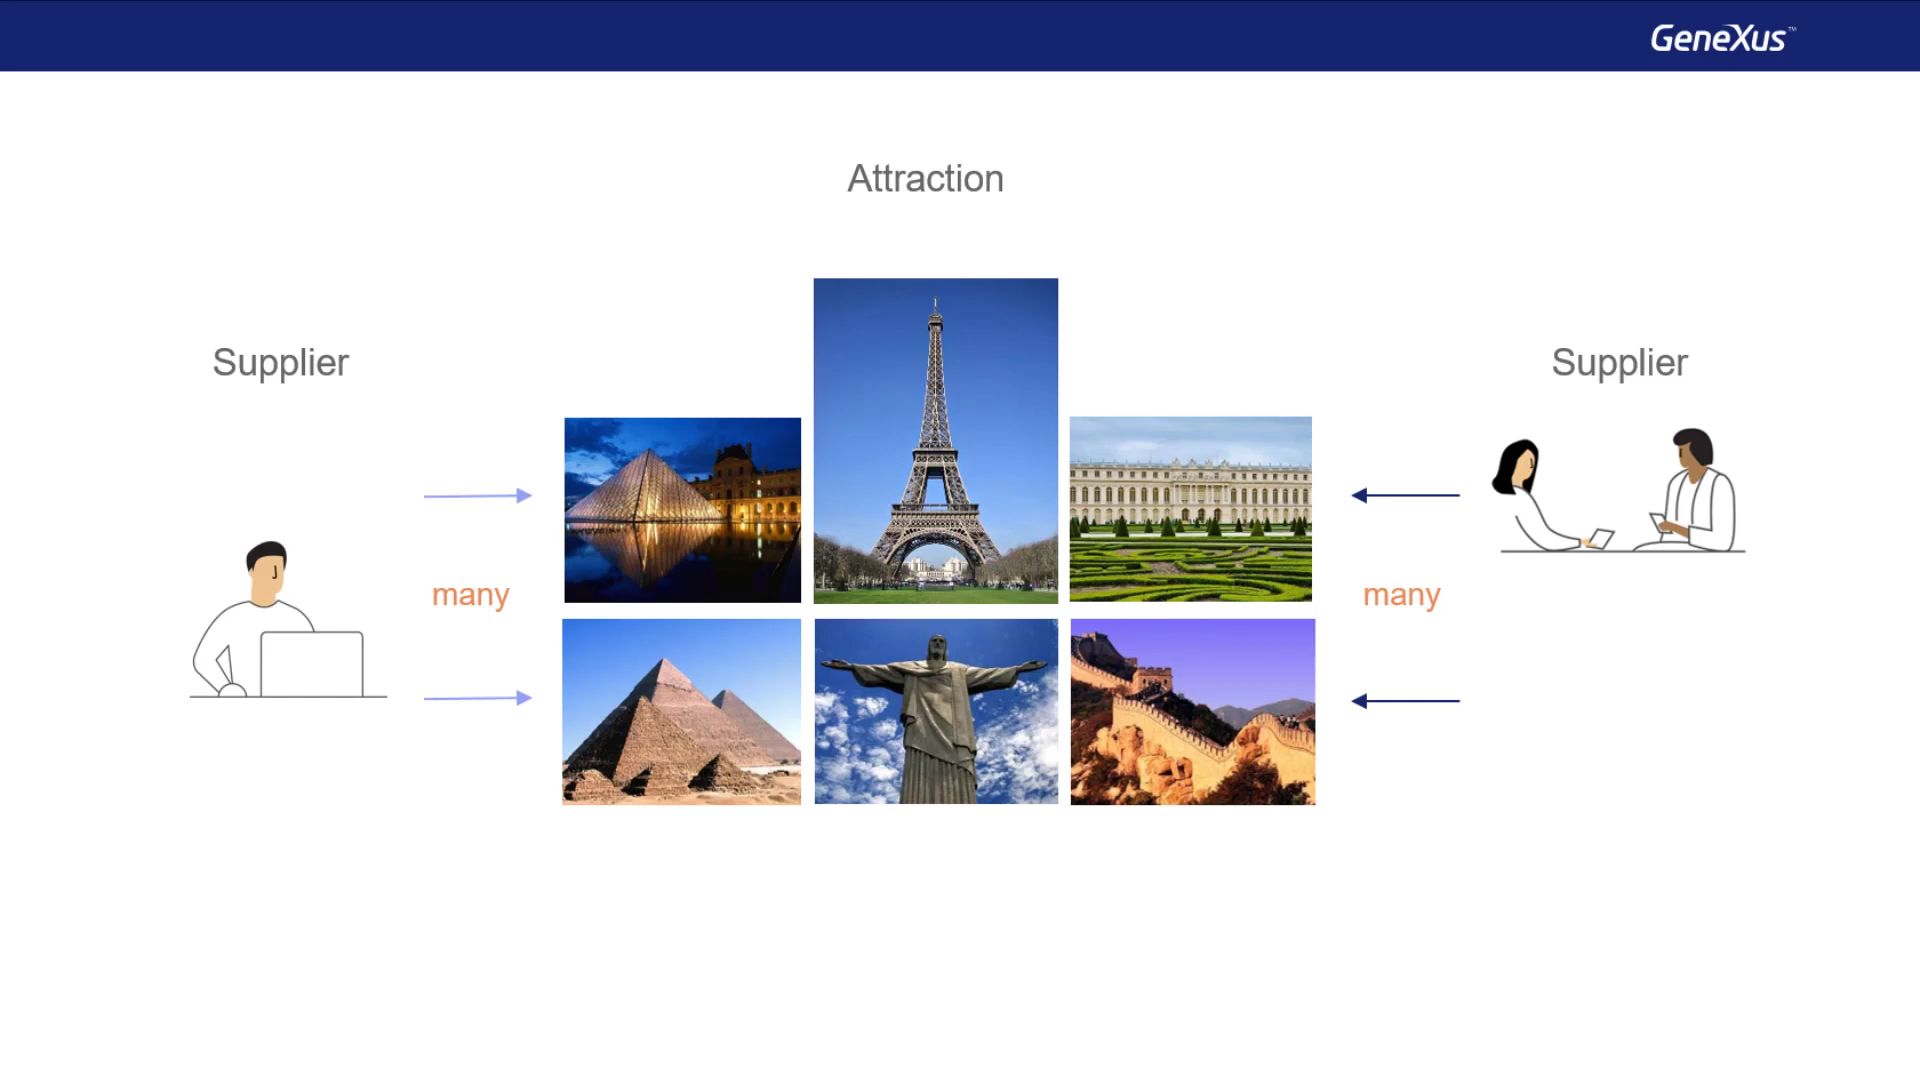 GeneXus™
Attraction
Supplier
Supplier
many
many